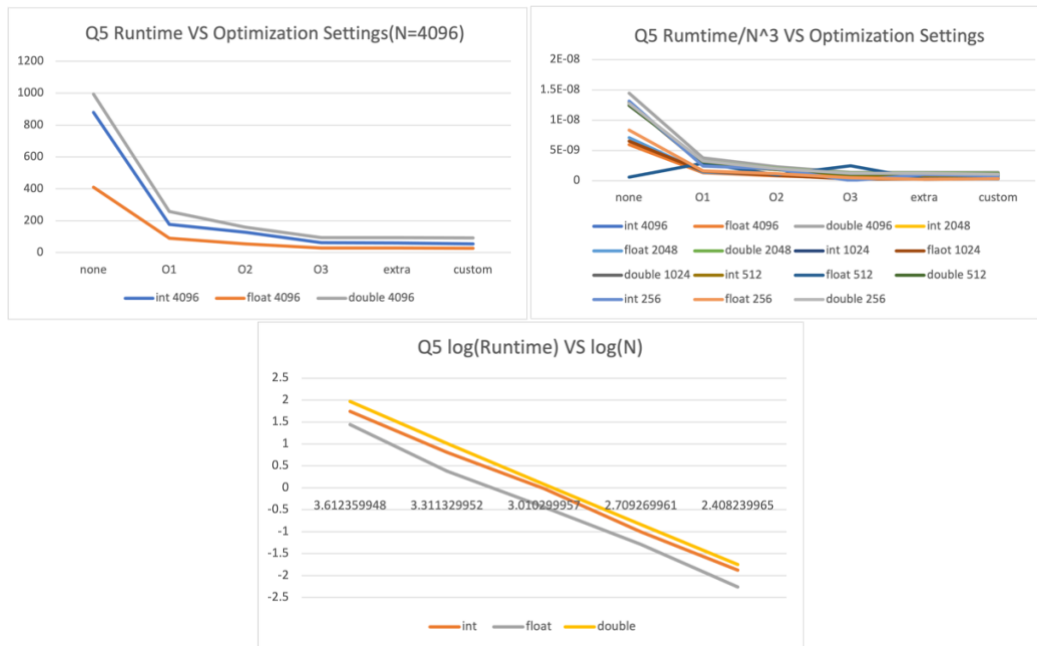 Q5 Runtime VS Optimization Settings(N=4096)
1200
1000
800
600
400
200
0
none O1 O2 O3 extra custom
int 4096 float 4096 double 4096
Q5 Rumtime/N^3 VS Optimization Settings
2E-08
1.5E-08
1E-08
5E-09
0
none O1 O2 O3 extra custom
int 4096 float 4096 double 4096 int 2048
float 2048 double 2048 int 1024 flaot 1024
double 1024 int 512 float 512 double 512
int 256 float 256 double 256
Q5 log(Runtime) VS log(N)
2.5
2
1.5
1
0.5
0
3.612359948 3.311329952 3.010299957 2.709269961 2.408239965
-0.5
-1
-1.5
-2
-2.5
int float double